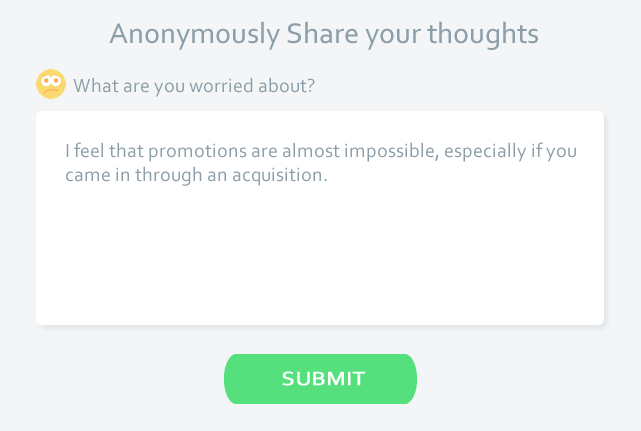 Anonymously Share your thoughts
What are you worried about?
I feel that promotions are almost impossible, especially if you
came in through an acquisition.
SUBMIT